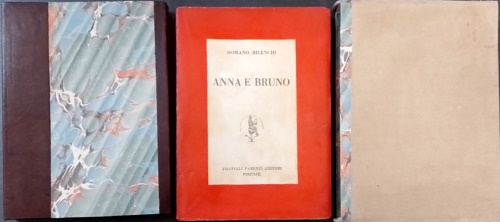 ROMANO BILENCHI
ANNA E BRUNO
FRATELLI PARENTI EDITORI
FIRENZE